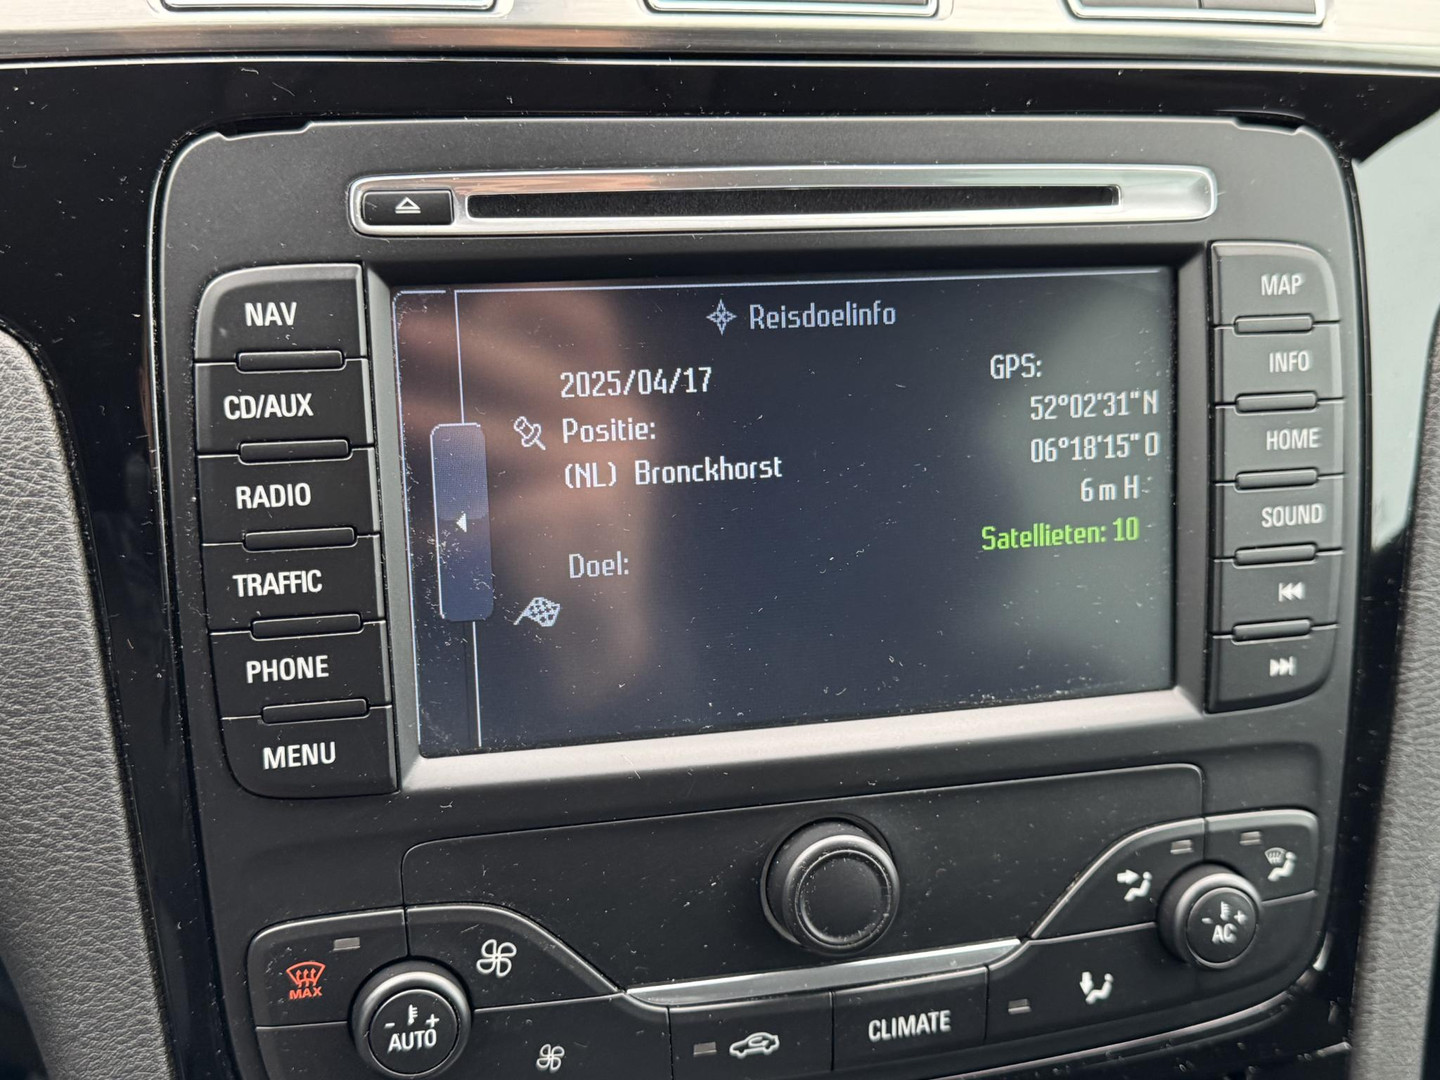 NAV
CD/AUX
RADIO
TRAFFIC
PHONE
MENU
Reisdoelinfo
2025/04/17
Positie:
(NL) Bronckhorst
Doel:
GPS:
52°02'31"N
06°18'15"O
6m H
Satellieten: 10
MAP
INFO
HOME
SOUND
MAX
- +
AUTO
CLIMATE
- +
AC